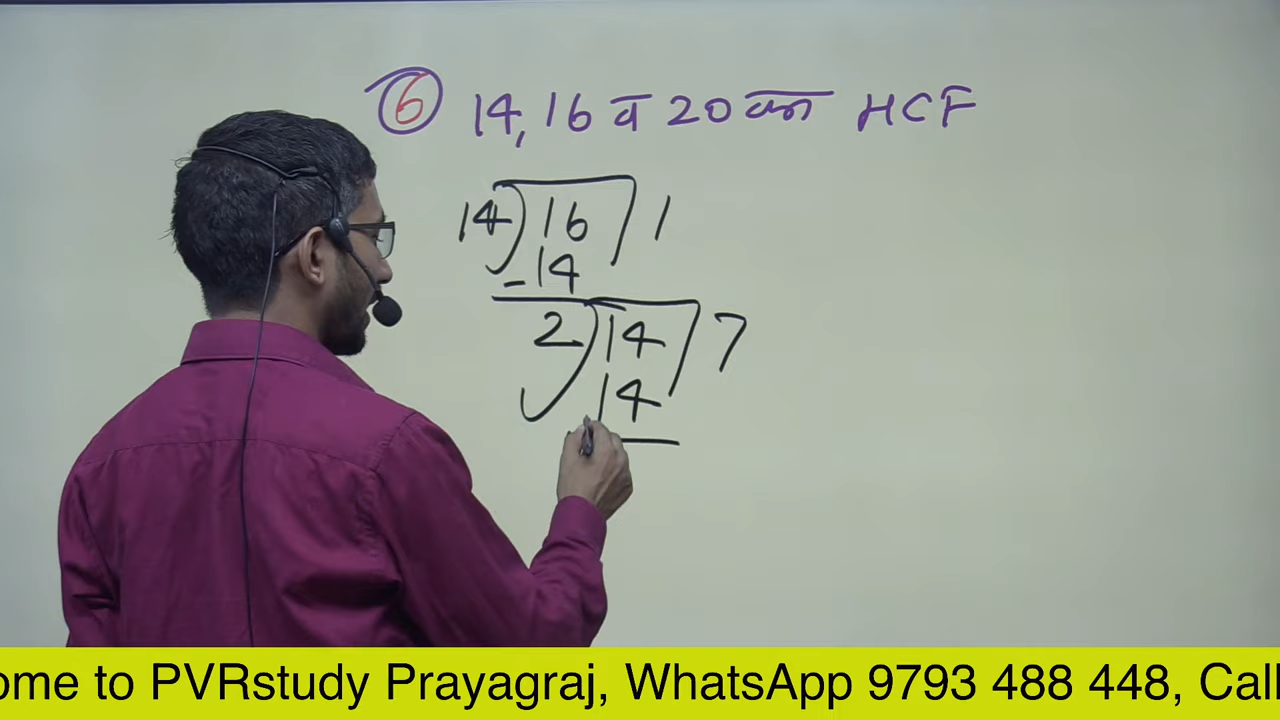 6 14, 16 व 20 का HCF
14) 16 ( 1
-14
2) 14 ( 7
14
ome to PVRstudy Prayagraj, WhatsApp 9793 488 448, Call